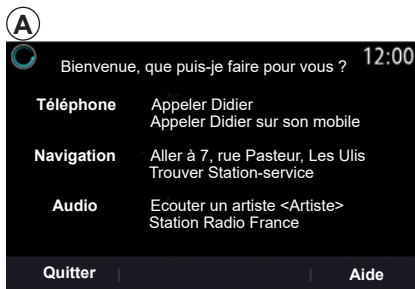 A
12:00
Bienvenue, que puis-je faire pour vous ?
Téléphone Appeler Didier
Appeler Didier sur son mobile
Navigation Aller à 7, rue Pasteur, Les Ulis
Trouver Station-service
Audio Ecouter un artiste <Artiste>
Station Radio France
Quitter Aide